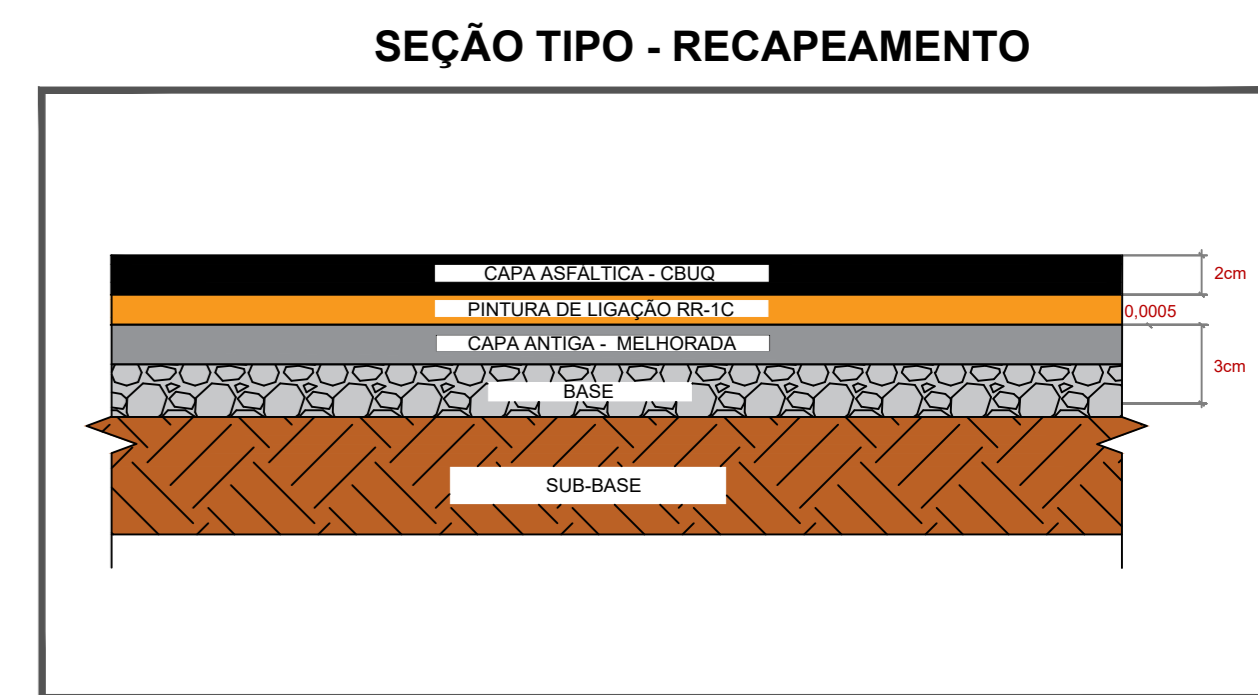 SEÇÃO TIPO - RECAPEAMENTO
CAPA ASFÁLTICA - CBUQ
2cm
PINTURA DE LIGAÇÃO RR-1C
0,0005
CAPA ANTIGA - MELHORADA
3cm
BASE
SUB-BASE